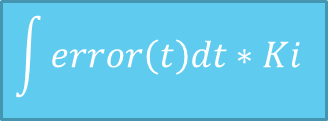 ∫ error(t)dt * Ki